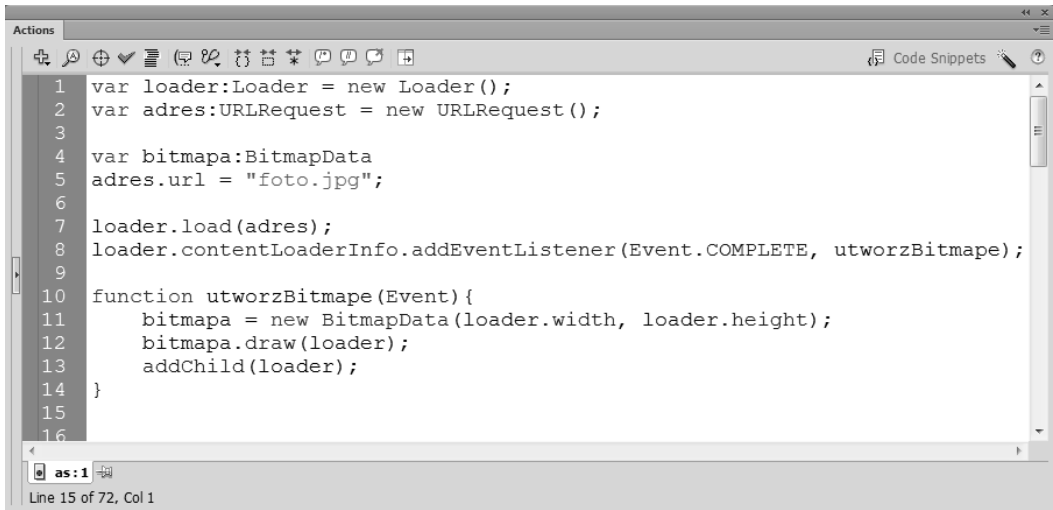 Actions
Code Snippets
1 var loader:Loader = new Loader();
2 var adres:URLRequest = new URLRequest();
3
4 var bitmapa:BitmapData
5 adres.url = "foto.jpg";
6
7 loader.load(adres);
8 loader.contentLoaderInfo.addEventListener(Event.COMPLETE, utworzBitmape);
9
10 function utworzBitmape(Event){
11 bitmapa = new BitmapData(loader.width, loader.height);
12 bitmapa.draw(loader);
13 addChild(loader);
14 }
15
16
as:1
Line 15 of 72, Col 1